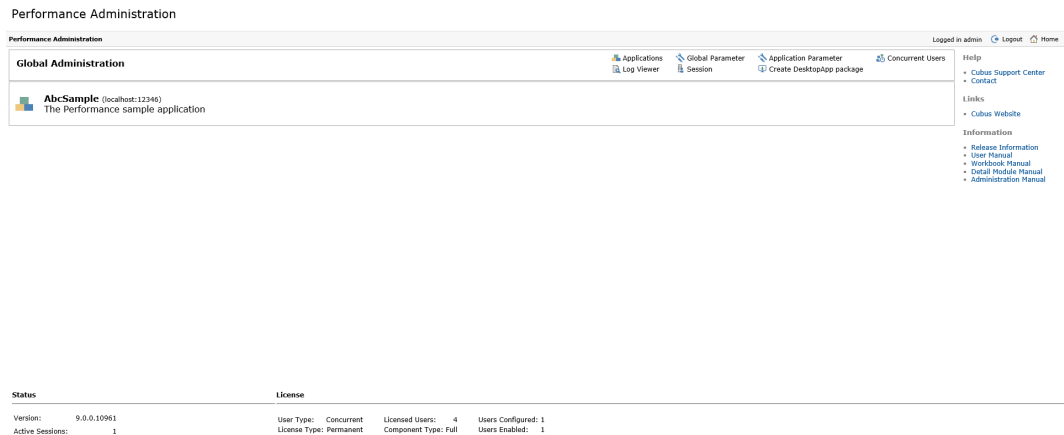 Performance Administration
Performance Administration
Logged in admin Logout Home
Global Administration
Applications Global Parameter Application Parameter Concurrent Users
Log Viewer Session Create DesktopApp package
AbcSample (localhost:12346)
The Performance sample application
Help
Cubus Support Center
Contact
Links
Cubus Website
Information
Release Information
User Manual
Workbook Manual
Detail Module Manual
Administration Manual
Status
Version: 9.0.0.10961
Active Sessions: 1
License
User Type: Concurrent Licensed Users: 4 Users Configured: 1
License Type: Permanent Component Type: Full Users Enabled: 1